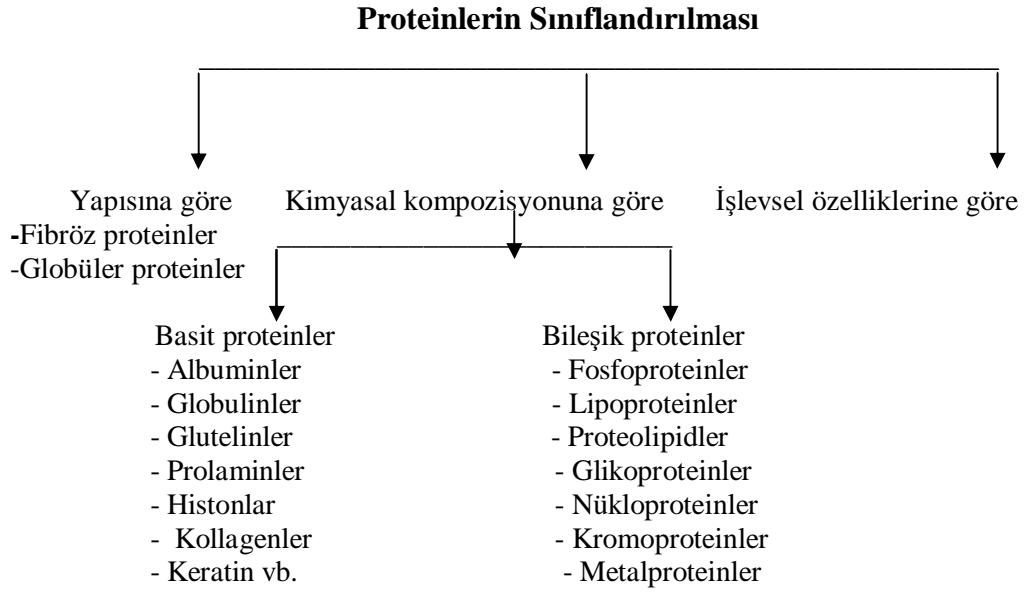 Proteinlerin Sınıflandırılması
Yapısına göre
-Fibröz proteinler
-Globüler proteinler
Kimyasal kompozisyonuna göre
Basit proteinler
- Albuminler
- Globulinler
- Glutelinler
- Prolaminler
- Histonlar
- Kollagenler
- Keratin vb.
Bileşik proteinler
- Fosfoproteinler
- Lipoproteinler
- Proteolipidler
- Glikoproteinler
- Nükloproteinler
- Kromoproteinler
- Metalproteinler
İşlevsel özelliklerine göre